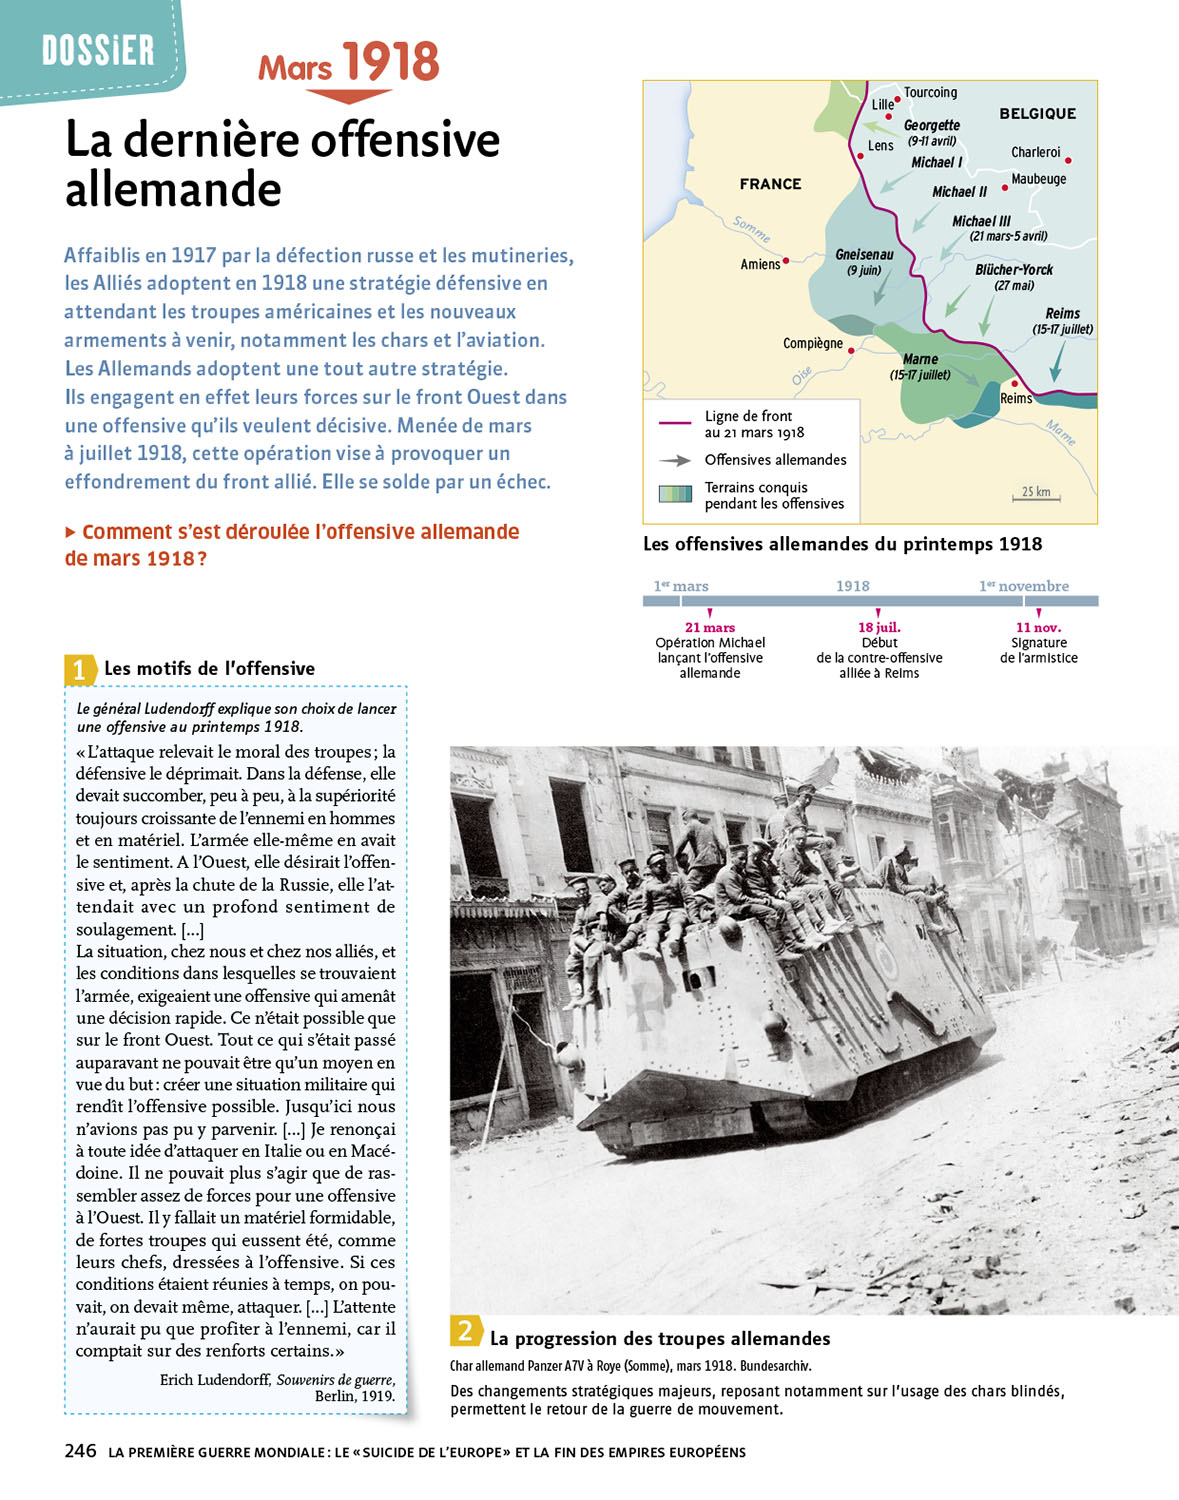 DOSSiER
Mars 1918
La dernière offensive
allemande
Affaiblis en 1917 par la défection russe et les mutineries,
les Alliés adoptent en 1918 une stratégie défensive en
attendant les troupes américaines et les nouveaux
armements à venir, notamment les chars et l'aviation.
Les Allemands adoptent une tout autre stratégie.
Ils engagent en effet leurs forces sur le front Ouest dans
une offensive qu'ils veulent décisive. Menée de mars
à juillet 1918, cette opération vise à provoquer un
effondrement du front allié. Elle se solde par un échec.
▶ Comment s'est déroulée l'offensive allemande
de mars 1918 ?
Tourcoing
Lille
BELGIQUE
Georgette
(9-11 avril)
Lens
Michael I
Charleroi
Maubeuge
FRANCE
Michael II
Michael III
(21 mars-5 avril)
Somme
Amiens
Gneisenau
(9 juin)
Blücher-Yorck
(27 mai)
Reims
(15-17 juillet)
Compiègne
Marne
(15-17 juillet)
Oise
Reims
Marne
Ligne de front
au 21 mars 1918
Offensives allemandes
Terrains conquis
pendant les offensives
25 km
Les offensives allemandes du printemps 1918
1er mars
1918
1er novembre
21 mars
Opération Michael
lançant l'offensive
allemande
18 juil.
Début
de la contre-offensive
alliée à Reims
11 nov.
Signature
de l'armistice
1 Les motifs de l'offensive
Le général Ludendorff explique son choix de lancer
une offensive au printemps 1918.
« L'attaque relevait le moral des troupes ; la
défensive le déprimait. Dans la défense, elle
devait succomber, peu à peu, à la supériorité
toujours croissante de l'ennemi en hommes
et en matériel. L'armée elle-même en avait
le sentiment. A l'Ouest, elle désirait l'offen-
sive et, après la chute de la Russie, elle l'at-
tendait avec un profond sentiment de
soulagement. [...]
La situation, chez nous et chez nos alliés, et
les conditions dans lesquelles se trouvaient
l'armée, exigeaient une offensive qui amenât
une décision rapide. Ce n'était possible que
sur le front Ouest. Tout ce qui s'était passé
auparavant ne pouvait être qu'un moyen en
vue du but : créer une situation militaire qui
rendît l'offensive possible. Jusqu'ici nous
n'avions pas pu y parvenir. [...] Je renonçai
à toute idée d'attaquer en Italie ou en Macé-
doine. Il ne pouvait plus s'agir que de ras-
sembler assez de forces pour une offensive
à l'Ouest. Il y fallait un matériel formidable,
de fortes troupes qui eussent été, comme
leurs chefs, dressées à l'offensive. Si ces
conditions étaient réunies à temps, on pou-
vait, on devait même, attaquer. [...] L'attente
n'aurait pu que profiter à l'ennemi, car il
comptait sur des renforts certains. »
Erich Ludendorff, Souvenirs de guerre,
Berlin, 1919.
2 La progression des troupes allemandes
Char allemand Panzer A7V à Roye (Somme), mars 1918. Bundesarchiv.
Des changements stratégiques majeurs, reposant notamment sur l'usage des chars blindés,
permettent le retour de la guerre de mouvement.
246 LA PREMIÈRE GUERRE MONDIALE : LE « SUICIDE DE L'EUROPE » ET LA FIN DES EMPIRES EUROPÉENS